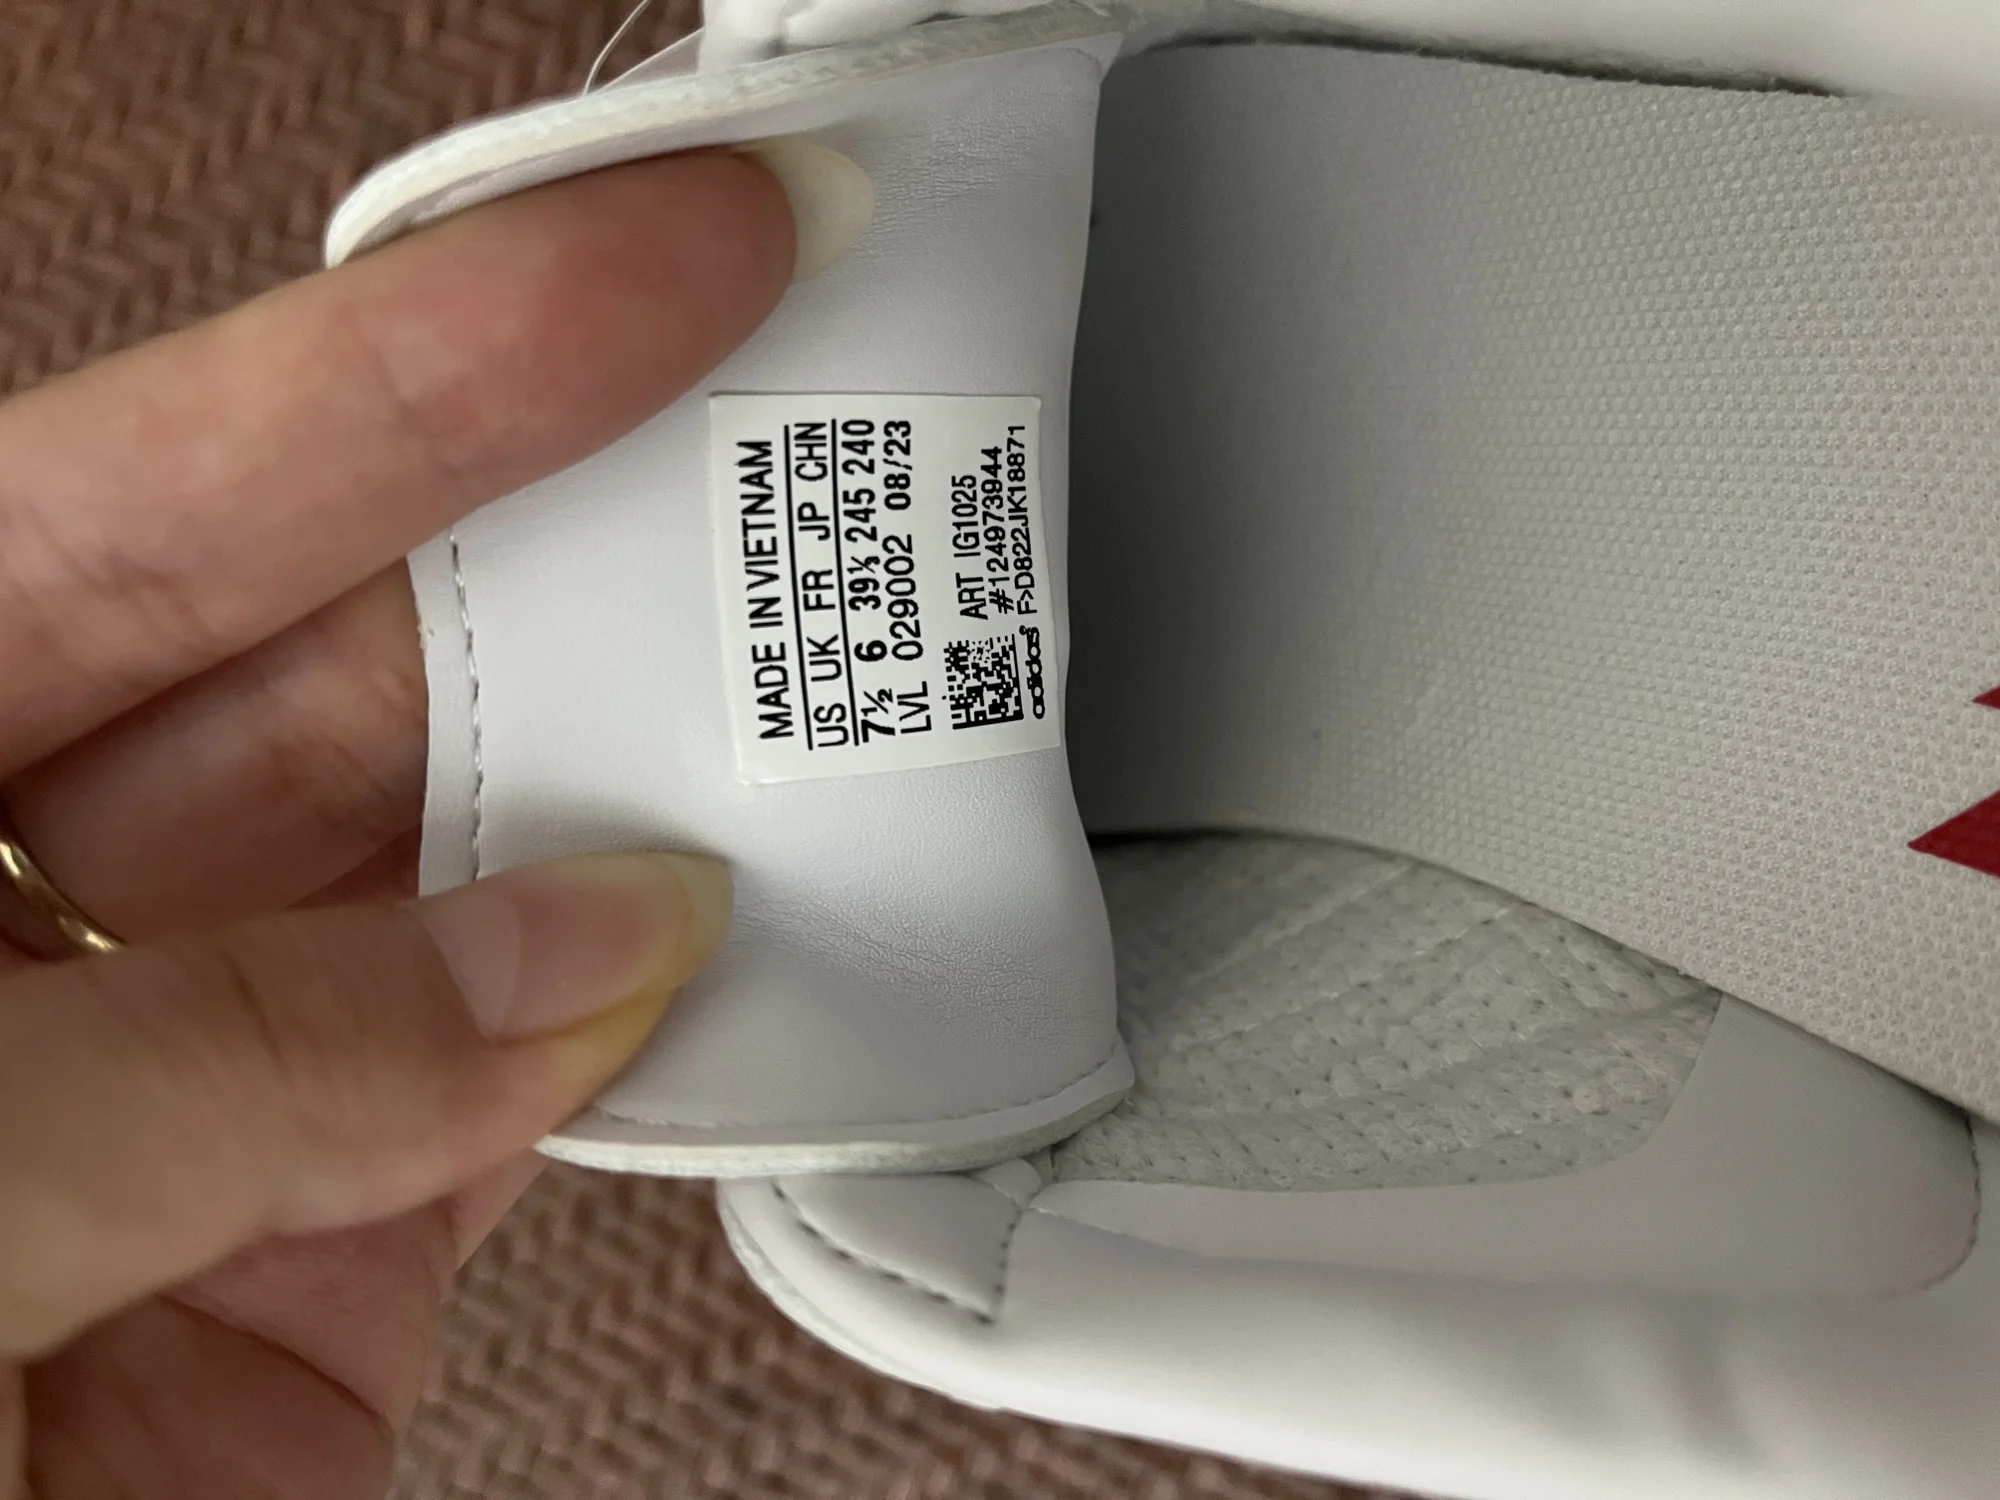 MADE IN VIETNAM
US UK FR JP CHN
7½ 6 39⅓ 245 240
LVL 029002 08/23
ART IG1025
#124973944
F>D822JK18871
adidas